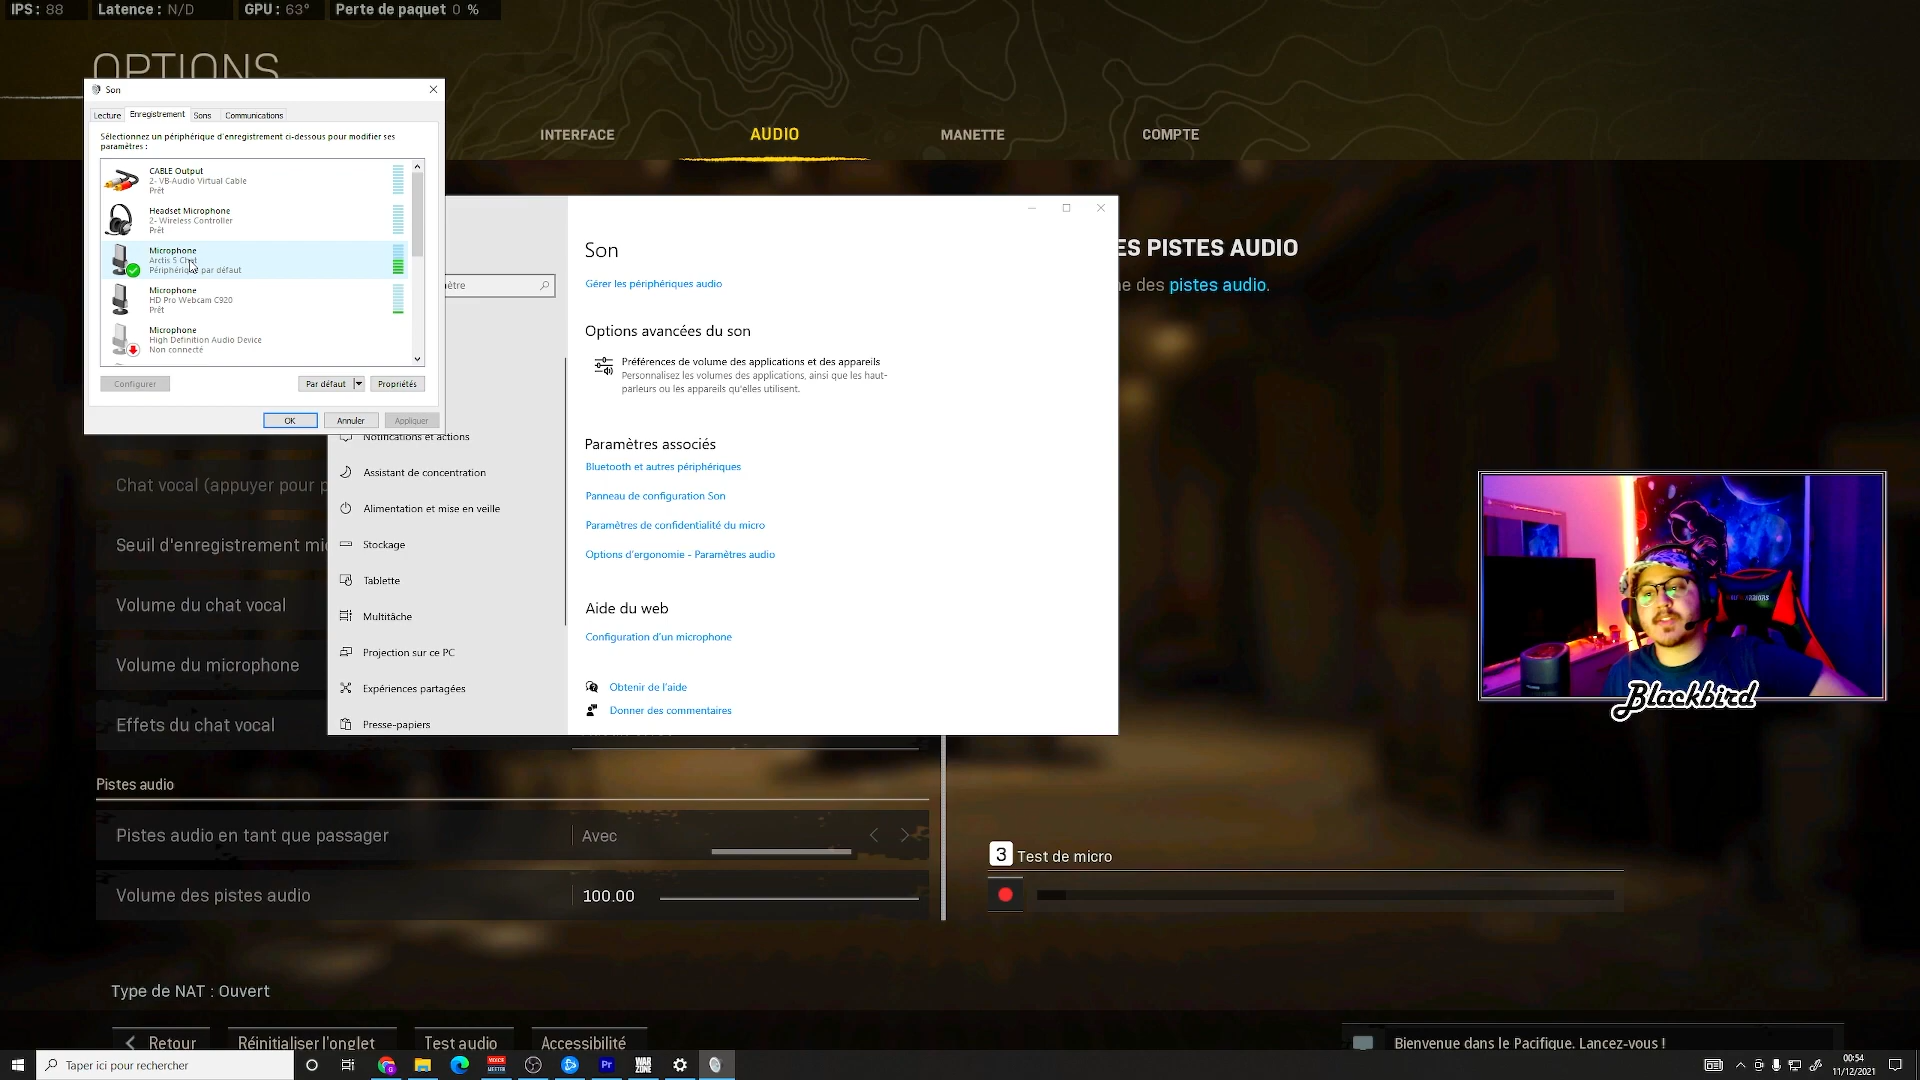 IPS : 88
Latence : N/D
GPU : 63°
Perte de paquet 0 %
OPTIONS
INTERFACE
AUDIO
MANETTE
COMPTE
Son
Lecture
Enregistrement
Sons
Communications
Sélectionnez un périphérique d'enregistrement ci-dessous pour modifier ses
paramètres :
CABLE Output
2- VB-Audio Virtual Cable
Prêt
Headset Microphone
2- Wireless Controller
Prêt
Microphone
Arctis 5 Chat
Périphérique par défaut
Microphone
HD Pro Webcam C920
Prêt
Microphone
High Definition Audio Device
Non connecté
Configurer
Par défaut
Propriétés
OK
Annuler
Appliquer
Notifications et actions
Assistant de concentration
Alimentation et mise en veille
Stockage
Tablette
Multitâche
Projection sur ce PC
Expériences partagées
Presse-papiers
Son
Gérer les périphériques audio
Options avancées du son
Préférences de volume des applications et des appareils
Personnalisez les volumes des applications, ainsi que les haut-
parleurs ou les appareils qu'elles utilisent.
Paramètres associés
Bluetooth et autres périphériques
Panneau de configuration Son
Paramètres de confidentialité du micro
Options d'ergonomie - Paramètres audio
Aide du web
Configuration d'un microphone
Obtenir de l'aide
Donner des commentaires
ES PISTES AUDIO
ne des pistes audio.
Chat vocal (appuyer pour p
Seuil d'enregistrement mi
Volume du chat vocal
Volume du microphone
Effets du chat vocal
Pistes audio
Pistes audio en tant que passager
Avec
Volume des pistes audio
100.00
3 Test de micro
Blackbird
Type de NAT : Ouvert
Retour
Réinitialiser l'onglet
Test audio
Accessibilité
Bienvenue dans le Pacifique. Lancez-vous !
Taper ici pour rechercher
VOICE
MEETER
Pr
WAR
ZONE
00:54
11/12/2021